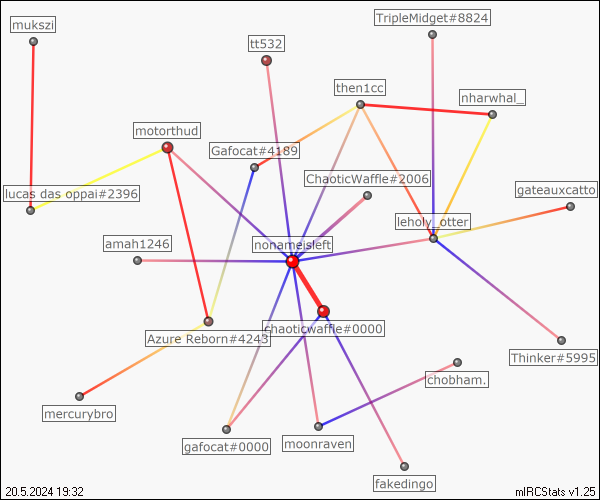 TripleMidget#8824
mukszi
tt532
then1cc
nharwhal_
motorthud
Gafocat#4189
ChaoticWaffle#2006
lucas das oppai#2396
gateauxcatto
leholy_otter
amah1246
nonameisleft
chaoticwaffle#0000
Azure Reborn#4243
Thinker#5995
chobham.
mercurybro
gafocat#0000
moonraven
fakedingo
20.5.2024 19:32
mIRCStats v1.25